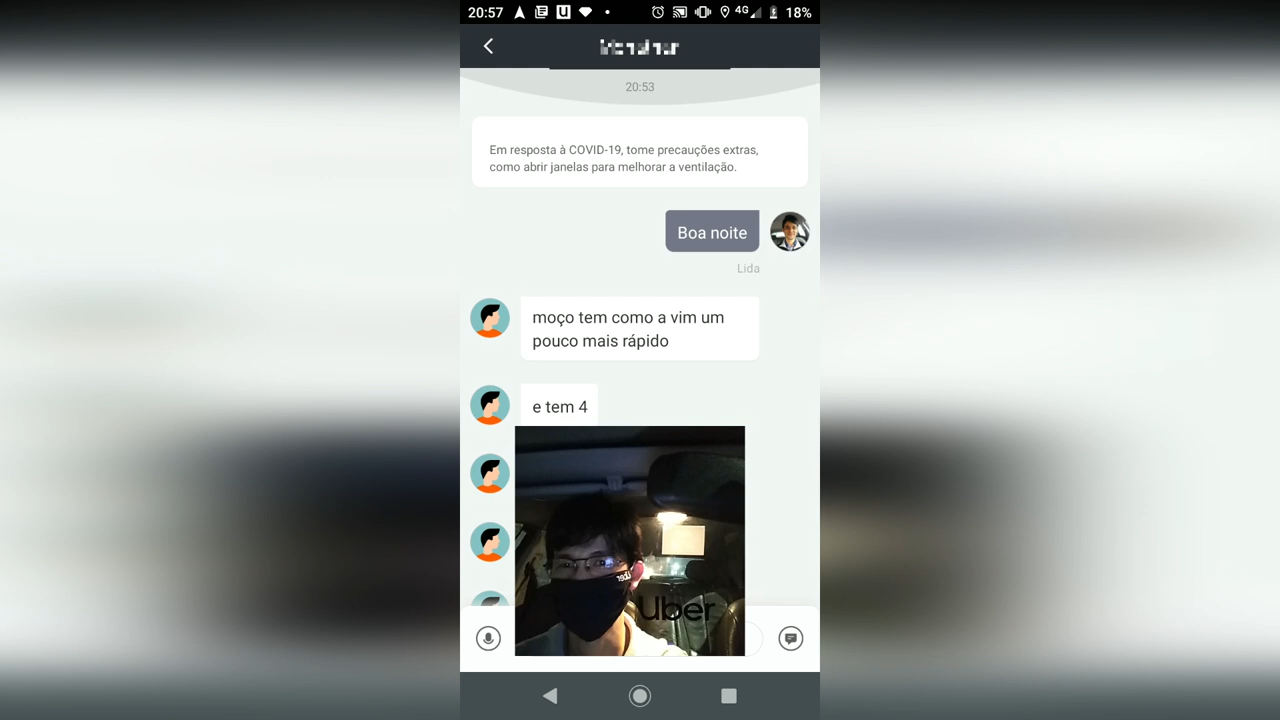 20:57
4G
18%
20:53
Em resposta à COVID-19, tome precauções extras,
como abrir janelas para melhorar a ventilação.
Boa noite
Lida
moço tem como a vim um
pouco mais rápido
e tem 4
Uber
Uber